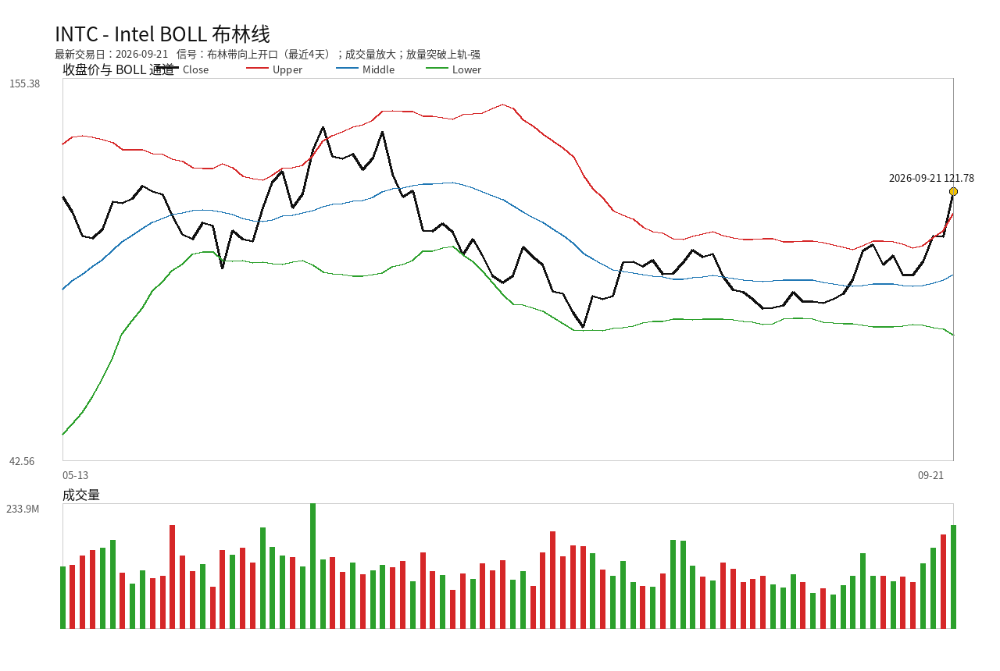 INTC - Intel BOLL 布林线
最新交易日：2026-09-21 信号：布林带向上开口（最近4天）；成交量放大；放量突破上轨-强
收盘价与 BOLL 通道 Close Upper Middle Lower
155.38
2026-09-21 121.78
42.56
05-13 09-21
成交量
233.9M